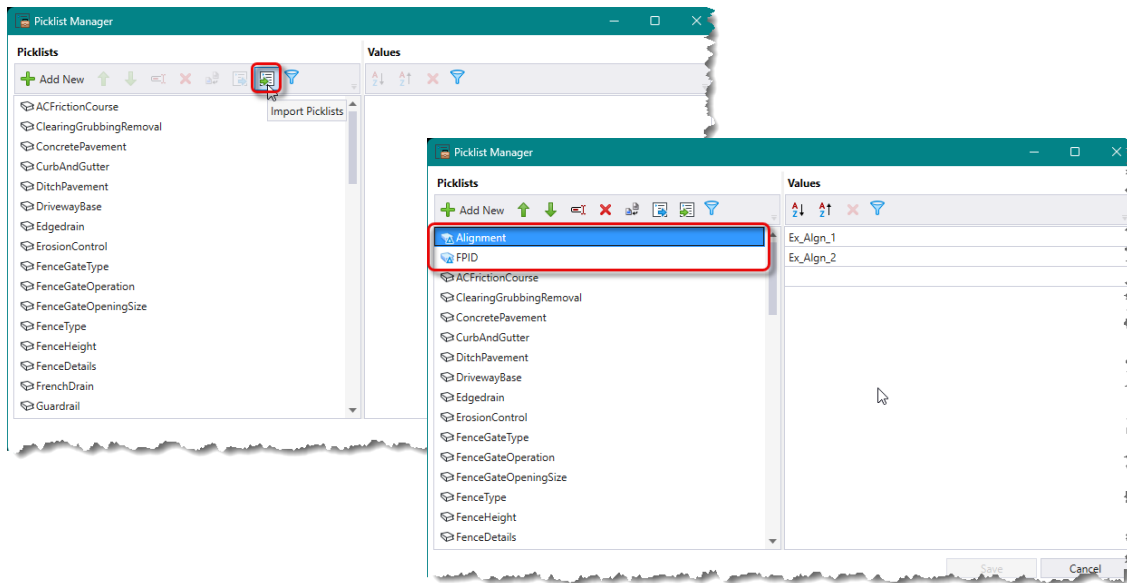 Picklist Manager
Picklists
Values
Add New
Import Picklists
ACFrictionCourse
ClearingGrubbingRemoval
ConcretePavement
CurbAndGutter
DitchPavement
DrivewayBase
Edgedrain
ErosionControl
FenceGateType
FenceGateOperation
FenceGateOpeningSize
FenceType
FenceHeight
FenceDetails
FrenchDrain
Guardrail
Picklist Manager
Picklists
Values
Add New
Alignment
FPID
ACFrictionCourse
ClearingGrubbingRemoval
ConcretePavement
CurbAndGutter
DitchPavement
DrivewayBase
Edgedrain
ErosionControl
FenceGateType
FenceGateOperation
FenceGateOpeningSize
FenceType
FenceHeight
FenceDetails
Ex_Algn_1
Ex_Algn_2
Save
Cancel